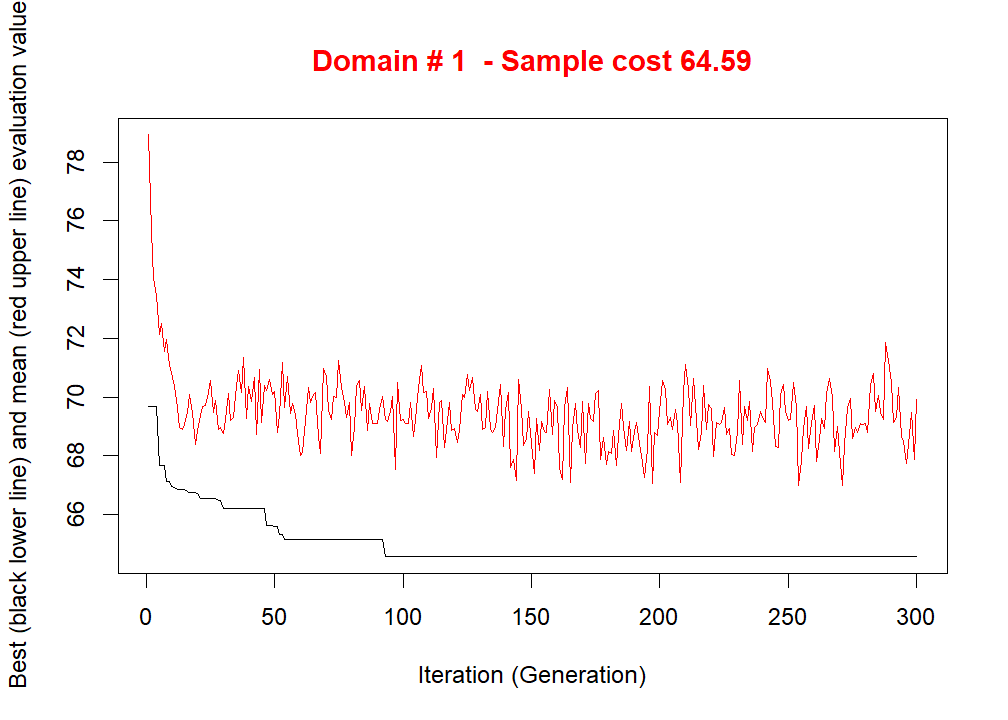 Domain # 1  - Sample cost 64.59
Best (black lower line) and mean (red upper line) evaluation value
78
76
74
72
70
68
66
0 50 100 150 200 250 300
Iteration (Generation)